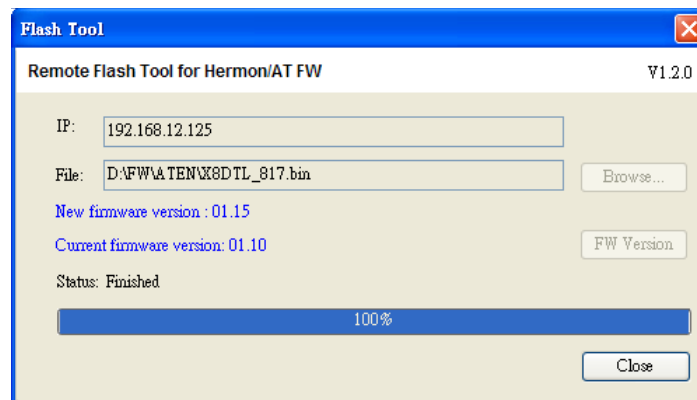 Flash Tool
Remote Flash Tool for Hermon/AT FW V1.2.0
IP: 192.168.12.125
File: D:\FW\ATEN\X8DTL_817.bin Browse...
New firmware version : 01.15
Current firmware version: 01.10 FW Version
Status: Finished
100%
Close